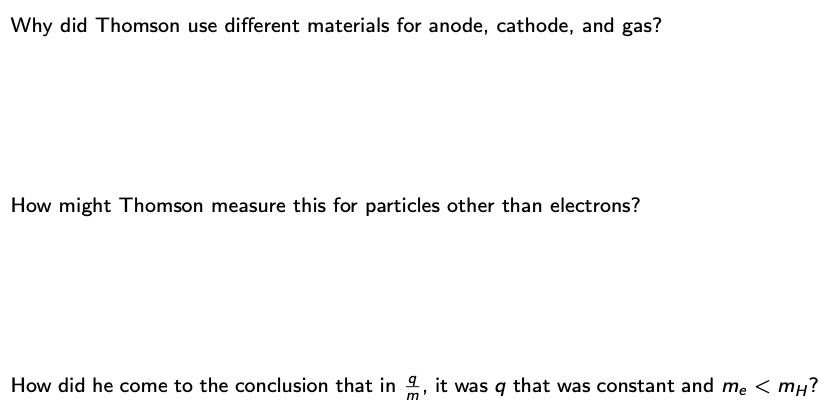 Why did Thomson use different materials for anode, cathode, and gas?
How might Thomson measure this for particles other than electrons?
How did he come to the conclusion that in q/m, it was q that was constant and mₑ < m_H?